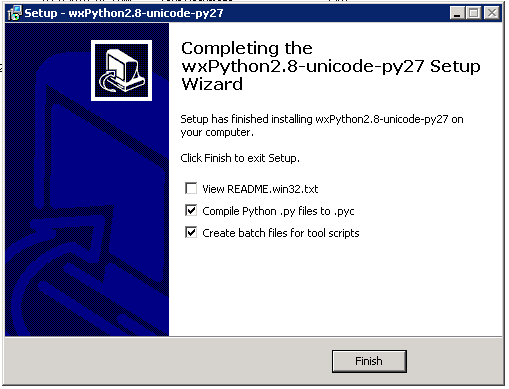 Setup - wxPython2.8-unicode-py27
Completing the
wxPython2.8-unicode-py27 Setup
Wizard
Setup has finished installing wxPython2.8-unicode-py27 on
your computer.
Click Finish to exit Setup.
View README.win32.txt
Compile Python .py files to .pyc
Create batch files for tool scripts
Finish